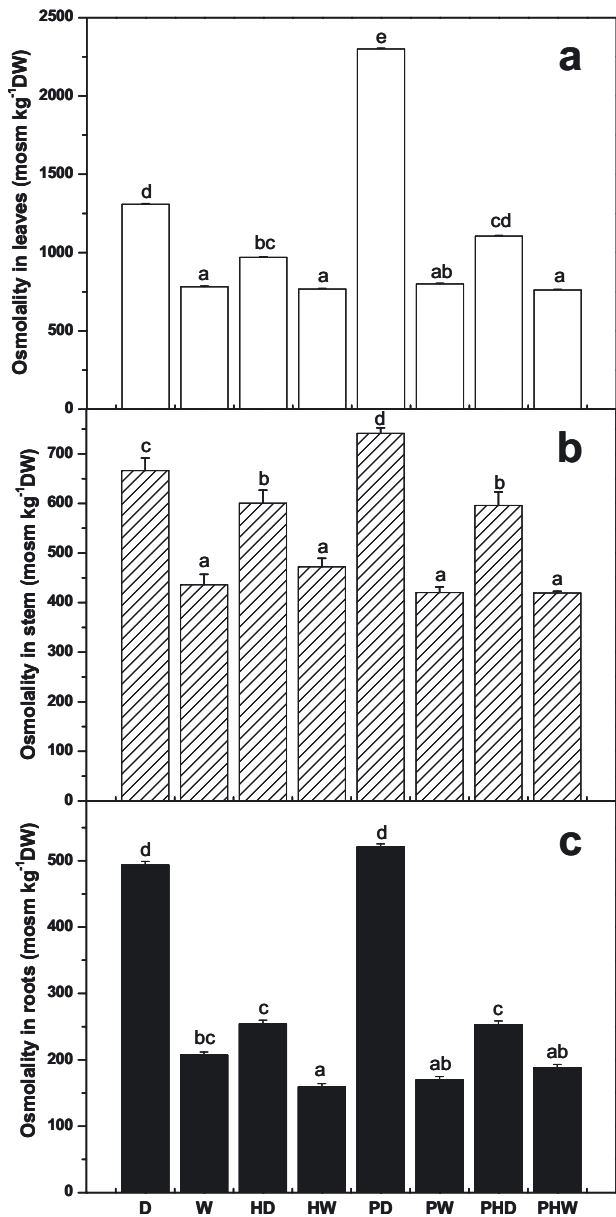 a
Osmolality in leaves (mosm kg⁻¹DW)
2500
2000
1500
1000
500
0
d
a
bc
a
e
ab
cd
a
b
Osmolality in stem (mosm kg⁻¹DW)
700
600
500
400
300
200
100
0
c
a
b
a
d
a
b
a
c
Osmolality in roots (mosm kg⁻¹DW)
500
400
300
200
100
0
d
bc
c
a
d
ab
c
ab
D W HD HW PD PW PHD PHW